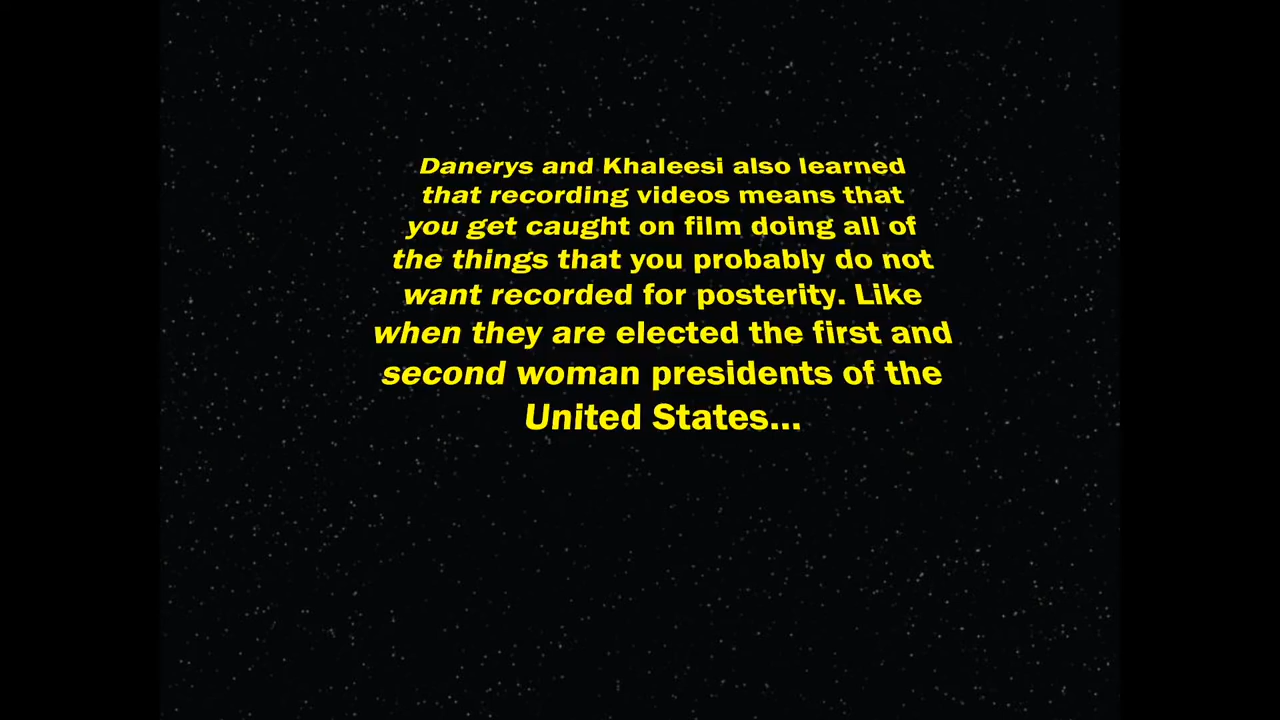 Danerys and Khaleesi also learned
that recording videos means that
you get caught on film doing all of
the things that you probably do not
want recorded for posterity. Like
when they are elected the first and
second woman presidents of the
United States...